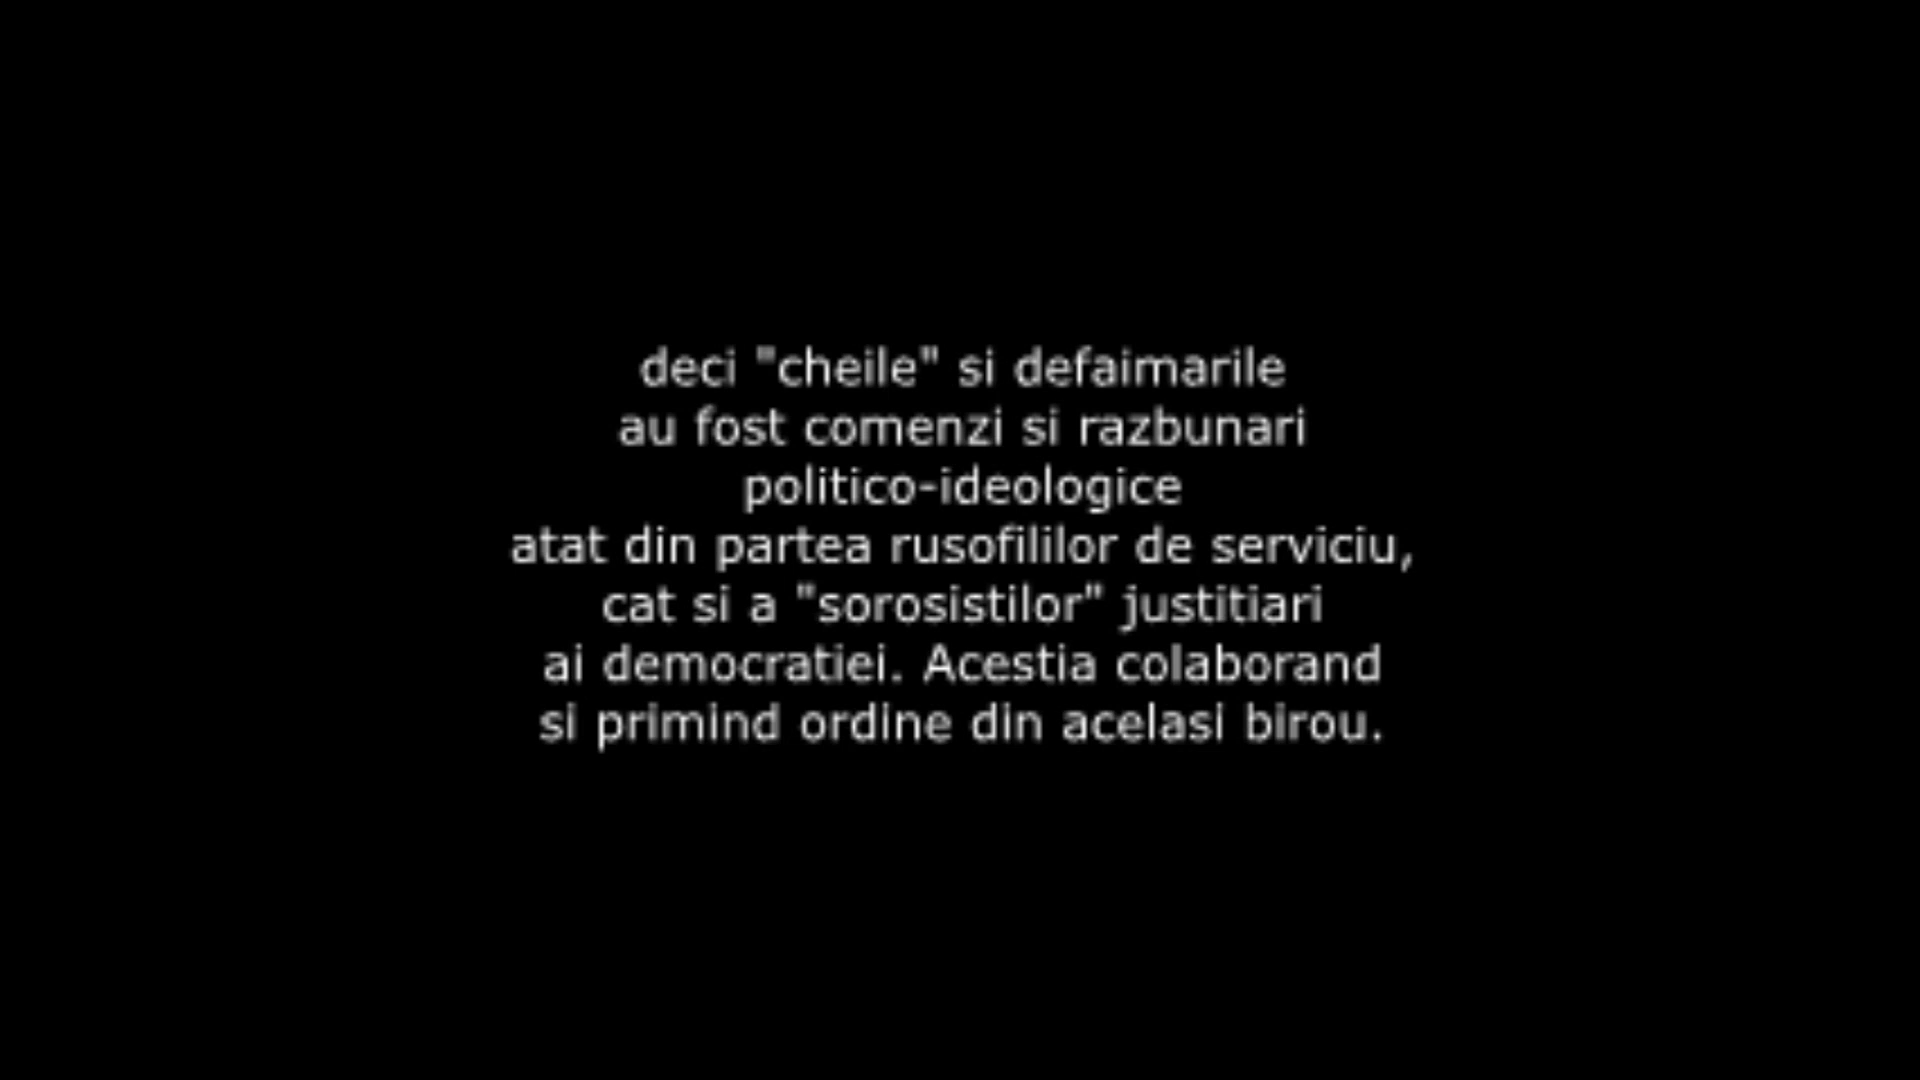 deci "cheile" si defaimarile
au fost comenzi si razbunari
politico-ideologice
atat din partea rusofililor de serviciu,
cat si a "sorosistilor" justitiari
ai democratiei. Acestia colaborand
si primind ordine din acelasi birou.